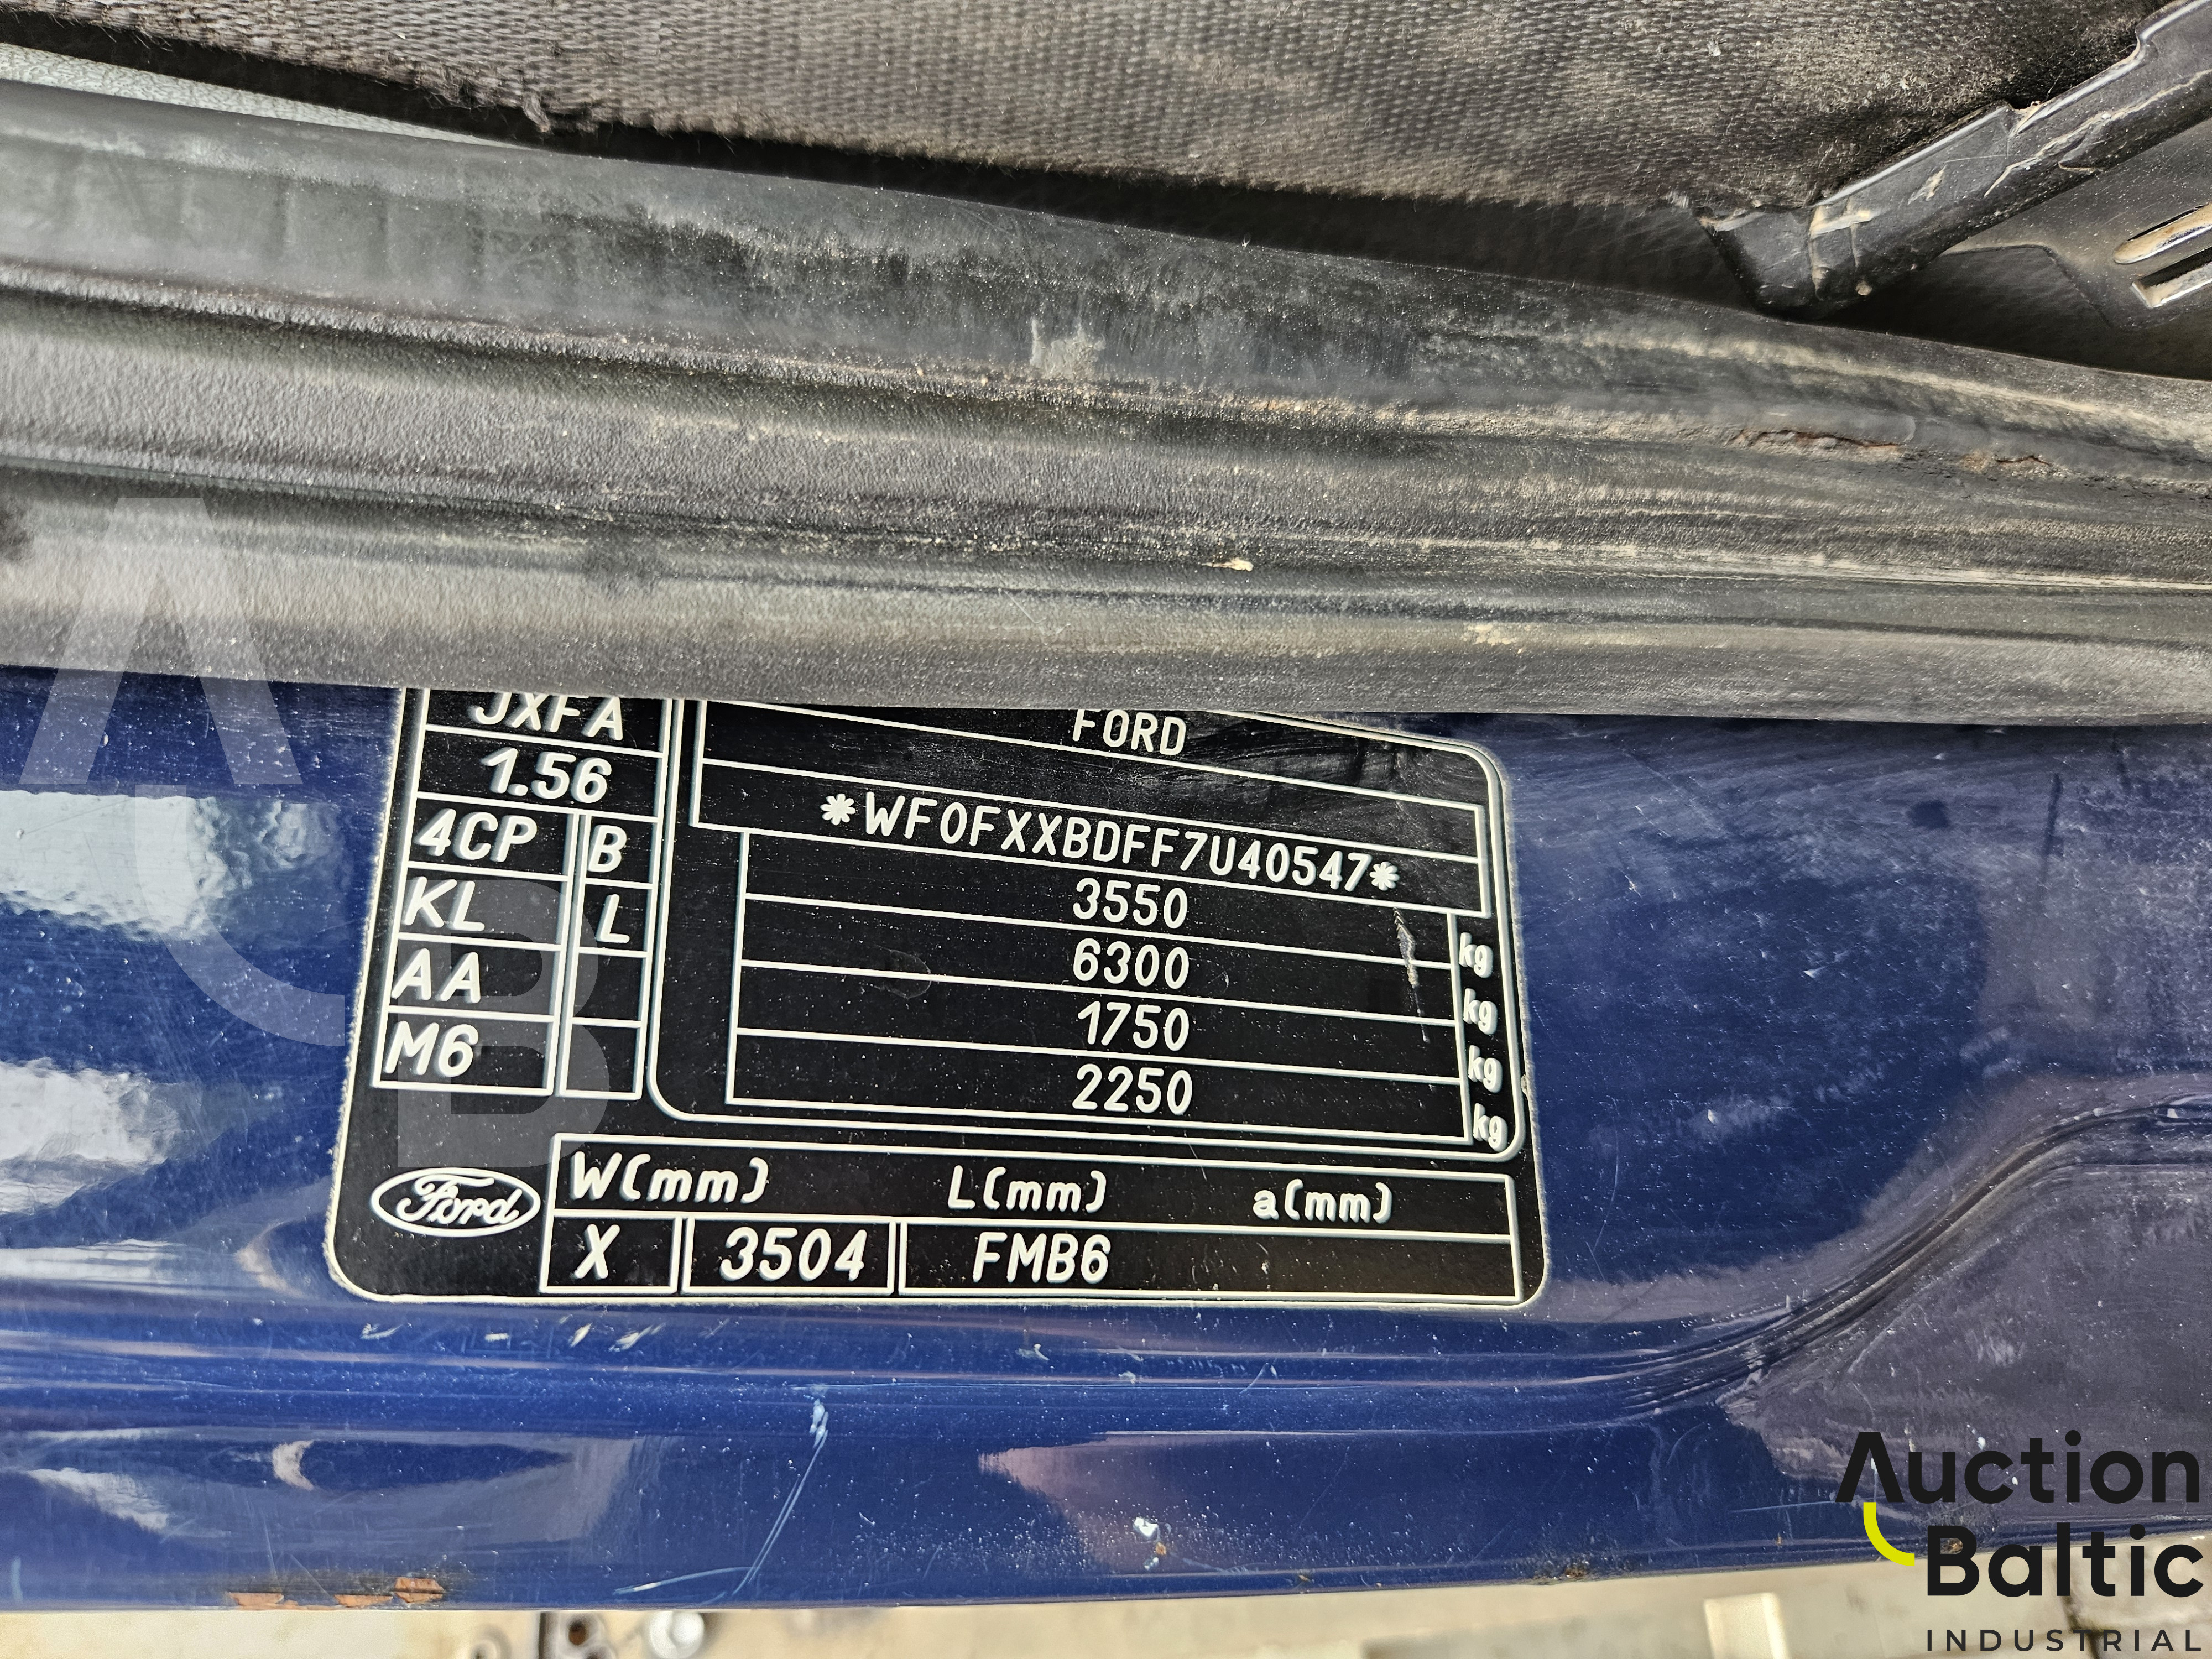 JXFA
1.56
4CP B
KL L
AA
M6
FORD
*WF0FXXBDFF7U40547*
3550 kg
6300 kg
1750 kg
2250 kg
Ford
W(mm) L(mm) a(mm)
X 3504 FMB6
ACB
Auction
Baltic
INDUSTRIAL